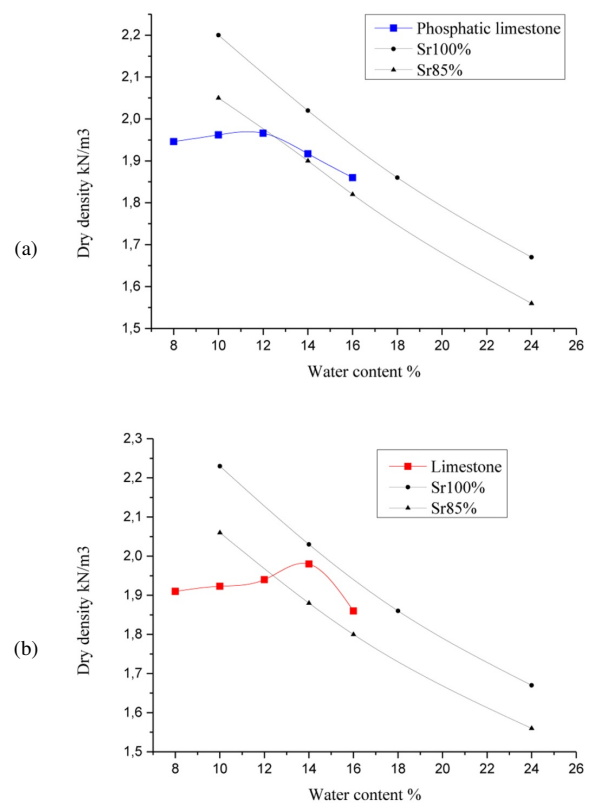 (a)
Dry density kN/m3
2,2
2,2
2,1
2,0
1,9
1,8
1,7
1,6
1,5
8 10 12 14 16 18 20 22 24 26
Water content %
Phosphatic limestone
Sr100%
Sr85%
(b)
Dry density kN/m3
2,3
2,2
2,1
2,0
1,9
1,8
1,7
1,6
1,5
8 10 12 14 16 18 20 22 24 26
Water content %
Limestone
Sr100%
Sr85%